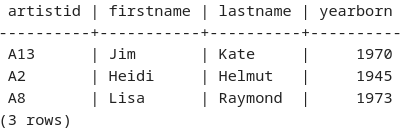 artistid | firstname | lastname | yearborn
----------+-----------+----------+----------
 A13      | Jim       | Kate     |     1970
 A2       | Heidi     | Helmut   |     1945
 A8       | Lisa      | Raymond  |     1973
(3 rows)